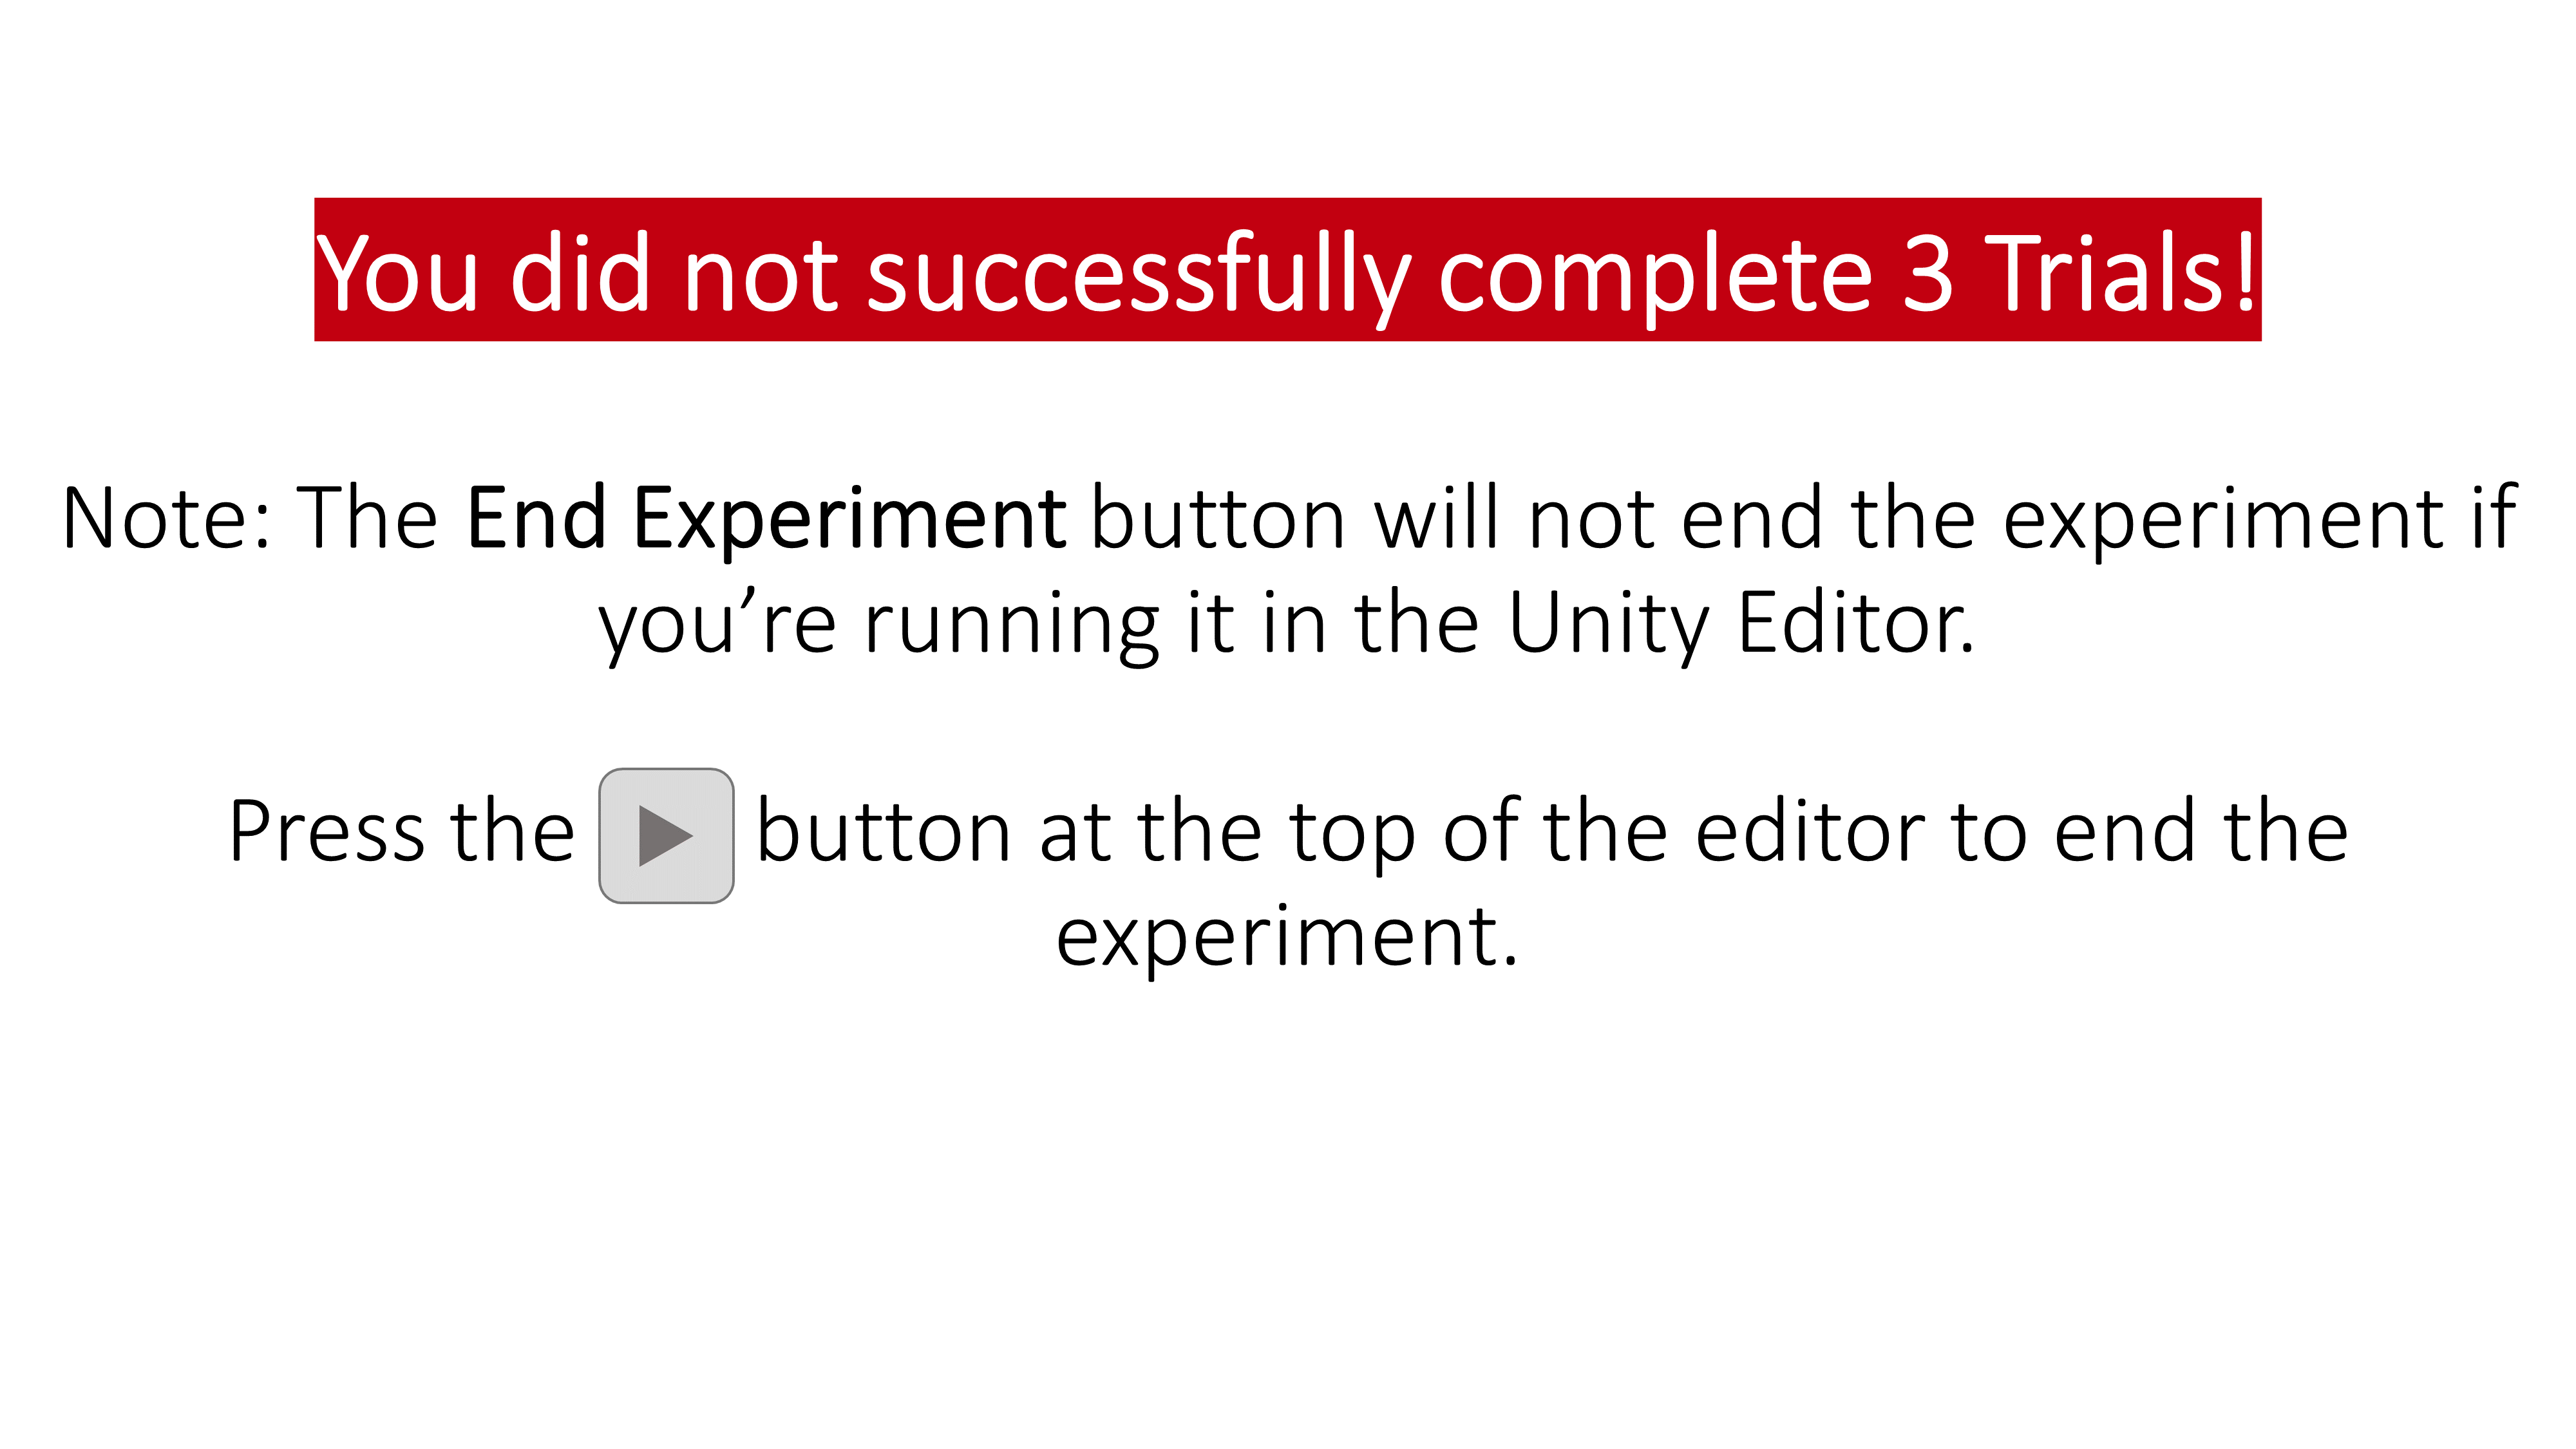 You did not successfully complete 3 Trials!
Note: The End Experiment button will not end the experiment if
you’re running it in the Unity Editor.
Press the button at the top of the editor to end the
experiment.